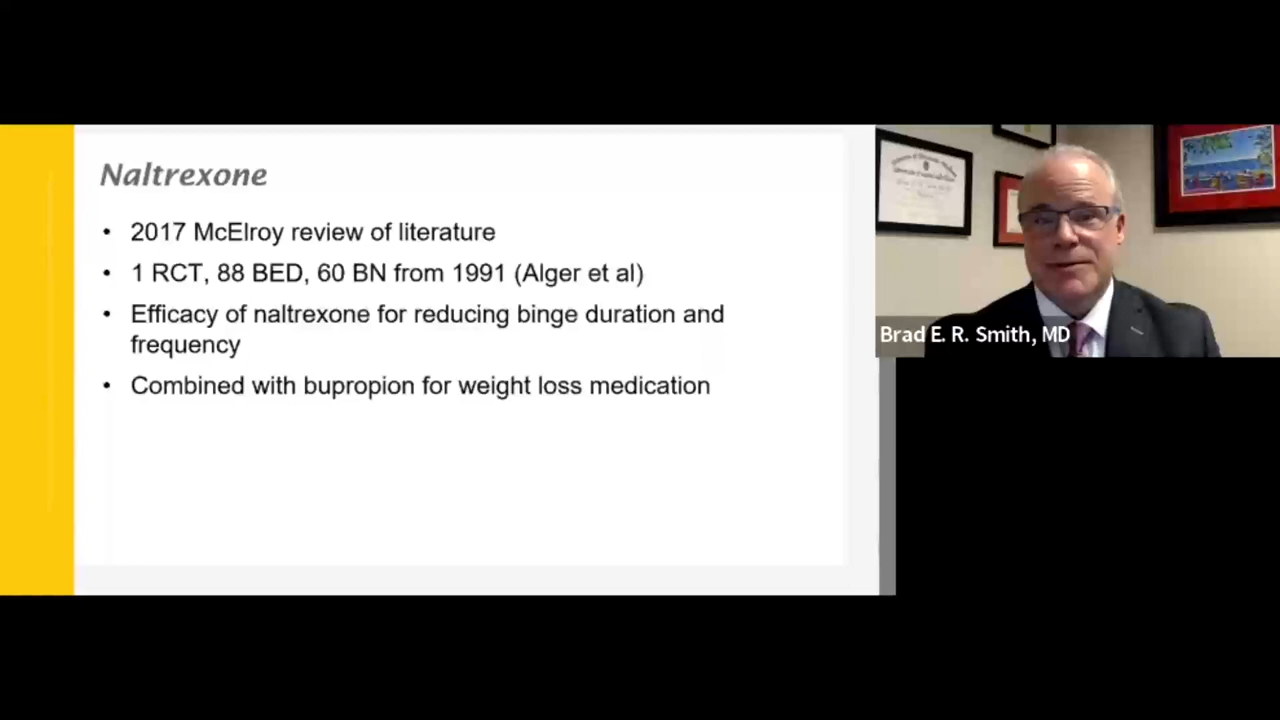 Naltrexone
• 2017 McElroy review of literature
• 1 RCT, 88 BED, 60 BN from 1991 (Alger et al)
• Efficacy of naltrexone for reducing binge duration and
frequency
• Combined with bupropion for weight loss medication
Brad E. R. Smith, MD